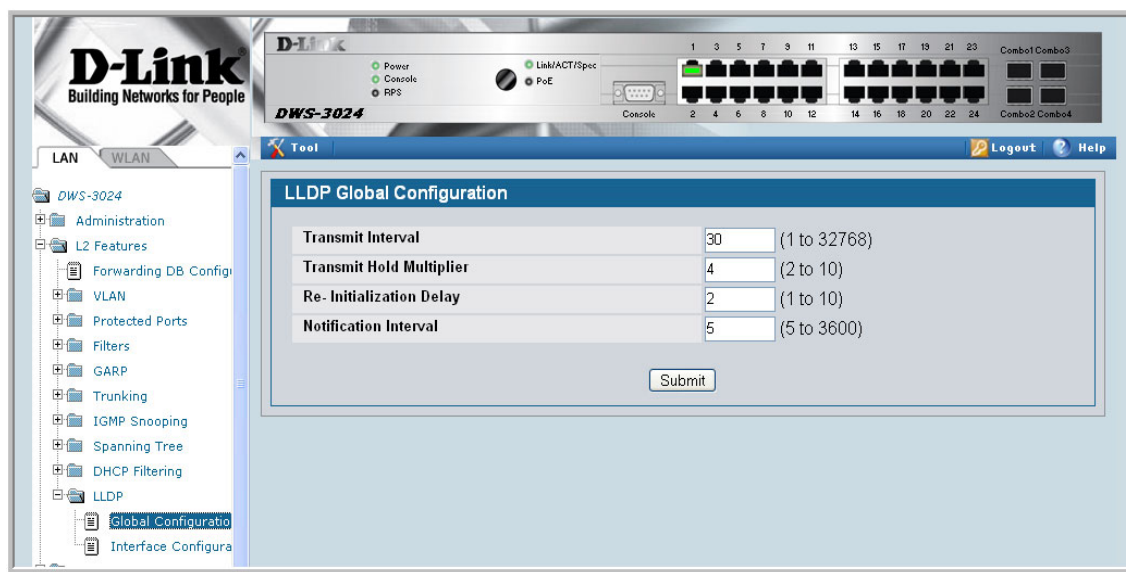 D-Link
Building Networks for People
D-Link
Power
Console
RPS
Link/ACT/Spec
PoE
DWS-3024
Console
1 3 5 7 9 11 13 15 17 19 21 23
Combo1 Combo3
2 4 6 8 10 12 14 16 18 20 22 24
Combo2 Combo4
LAN
WLAN
Tool
Logout
Help
DWS-3024
Administration
L2 Features
Forwarding DB Configu
VLAN
Protected Ports
Filters
GARP
Trunking
IGMP Snooping
Spanning Tree
DHCP Filtering
LLDP
Global Configuratio
Interface Configura
LLDP Global Configuration
Transmit Interval 30 (1 to 32768)
Transmit Hold Multiplier 4 (2 to 10)
Re- Initialization Delay 2 (1 to 10)
Notification Interval 5 (5 to 3600)
Submit